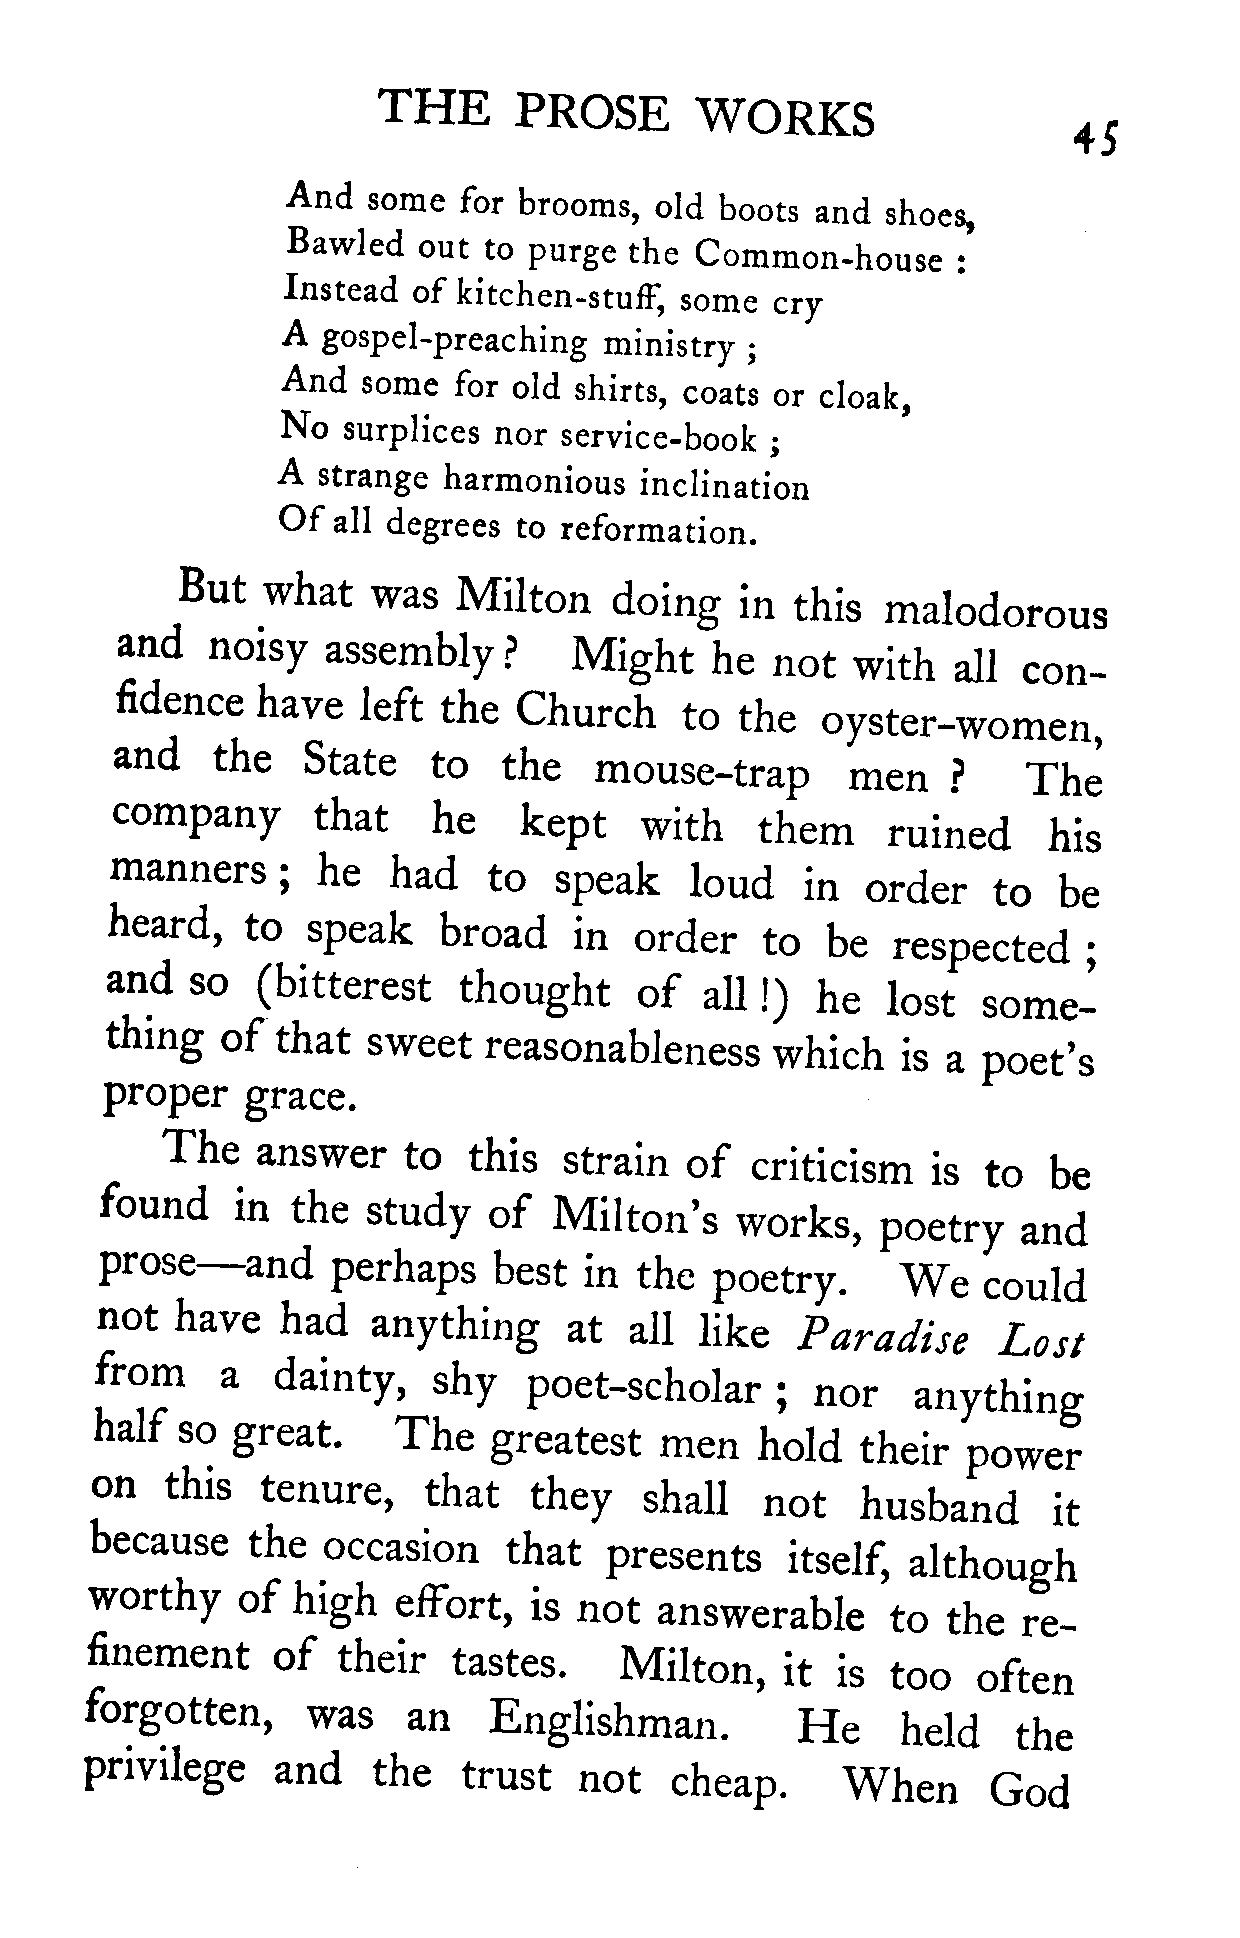 THE PROSE WORKS 45
And some for brooms, old boots and shoes,
Bawled out to purge the Common-house :
Instead of kitchen-stuff, some cry
A gospel-preaching ministry ;
And some for old shirts, coats or cloak,
No surplices nor service-book ;
A strange harmonious inclination
Of all degrees to reformation.
But what was Milton doing in this malodorous
and noisy assembly ? Might he not with all con-
fidence have left the Church to the oyster-women,
and the State to the mouse-trap men ? The
company that he kept with them ruined his
manners ; he had to speak loud in order to be
heard, to speak broad in order to be respected ;
and so (bitterest thought of all !) he lost some-
thing of that sweet reasonableness which is a poet's
proper grace.
The answer to this strain of criticism is to be
found in the study of Milton's works, poetry and
prose—and perhaps best in the poetry. We could
not have had anything at all like Paradise Lost
from a dainty, shy poet-scholar ; nor anything
half so great. The greatest men hold their power
on this tenure, that they shall not husband it
because the occasion that presents itself, although
worthy of high effort, is not answerable to the re-
finement of their tastes. Milton, it is too often
forgotten, was an Englishman. He held the
privilege and the trust not cheap. When God